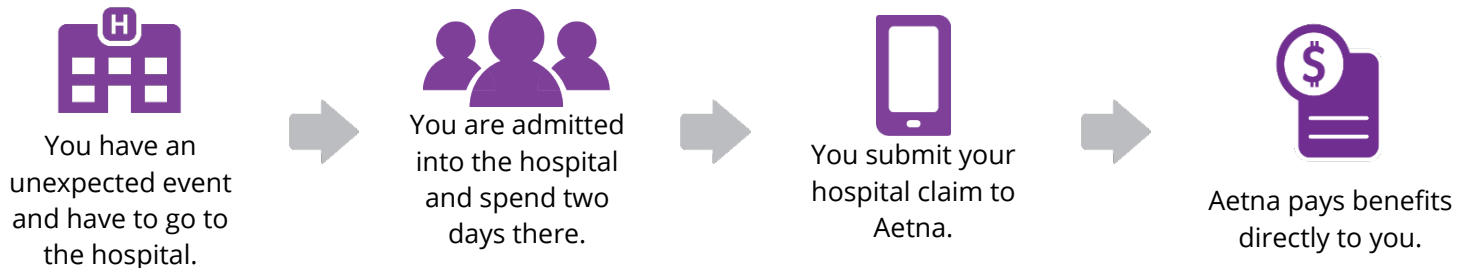 H
You have an
unexpected event
and have to go to
the hospital.
You are admitted
into the hospital
and spend two
days there.
You submit your
hospital claim to
Aetna.
$
Aetna pays benefits
directly to you.